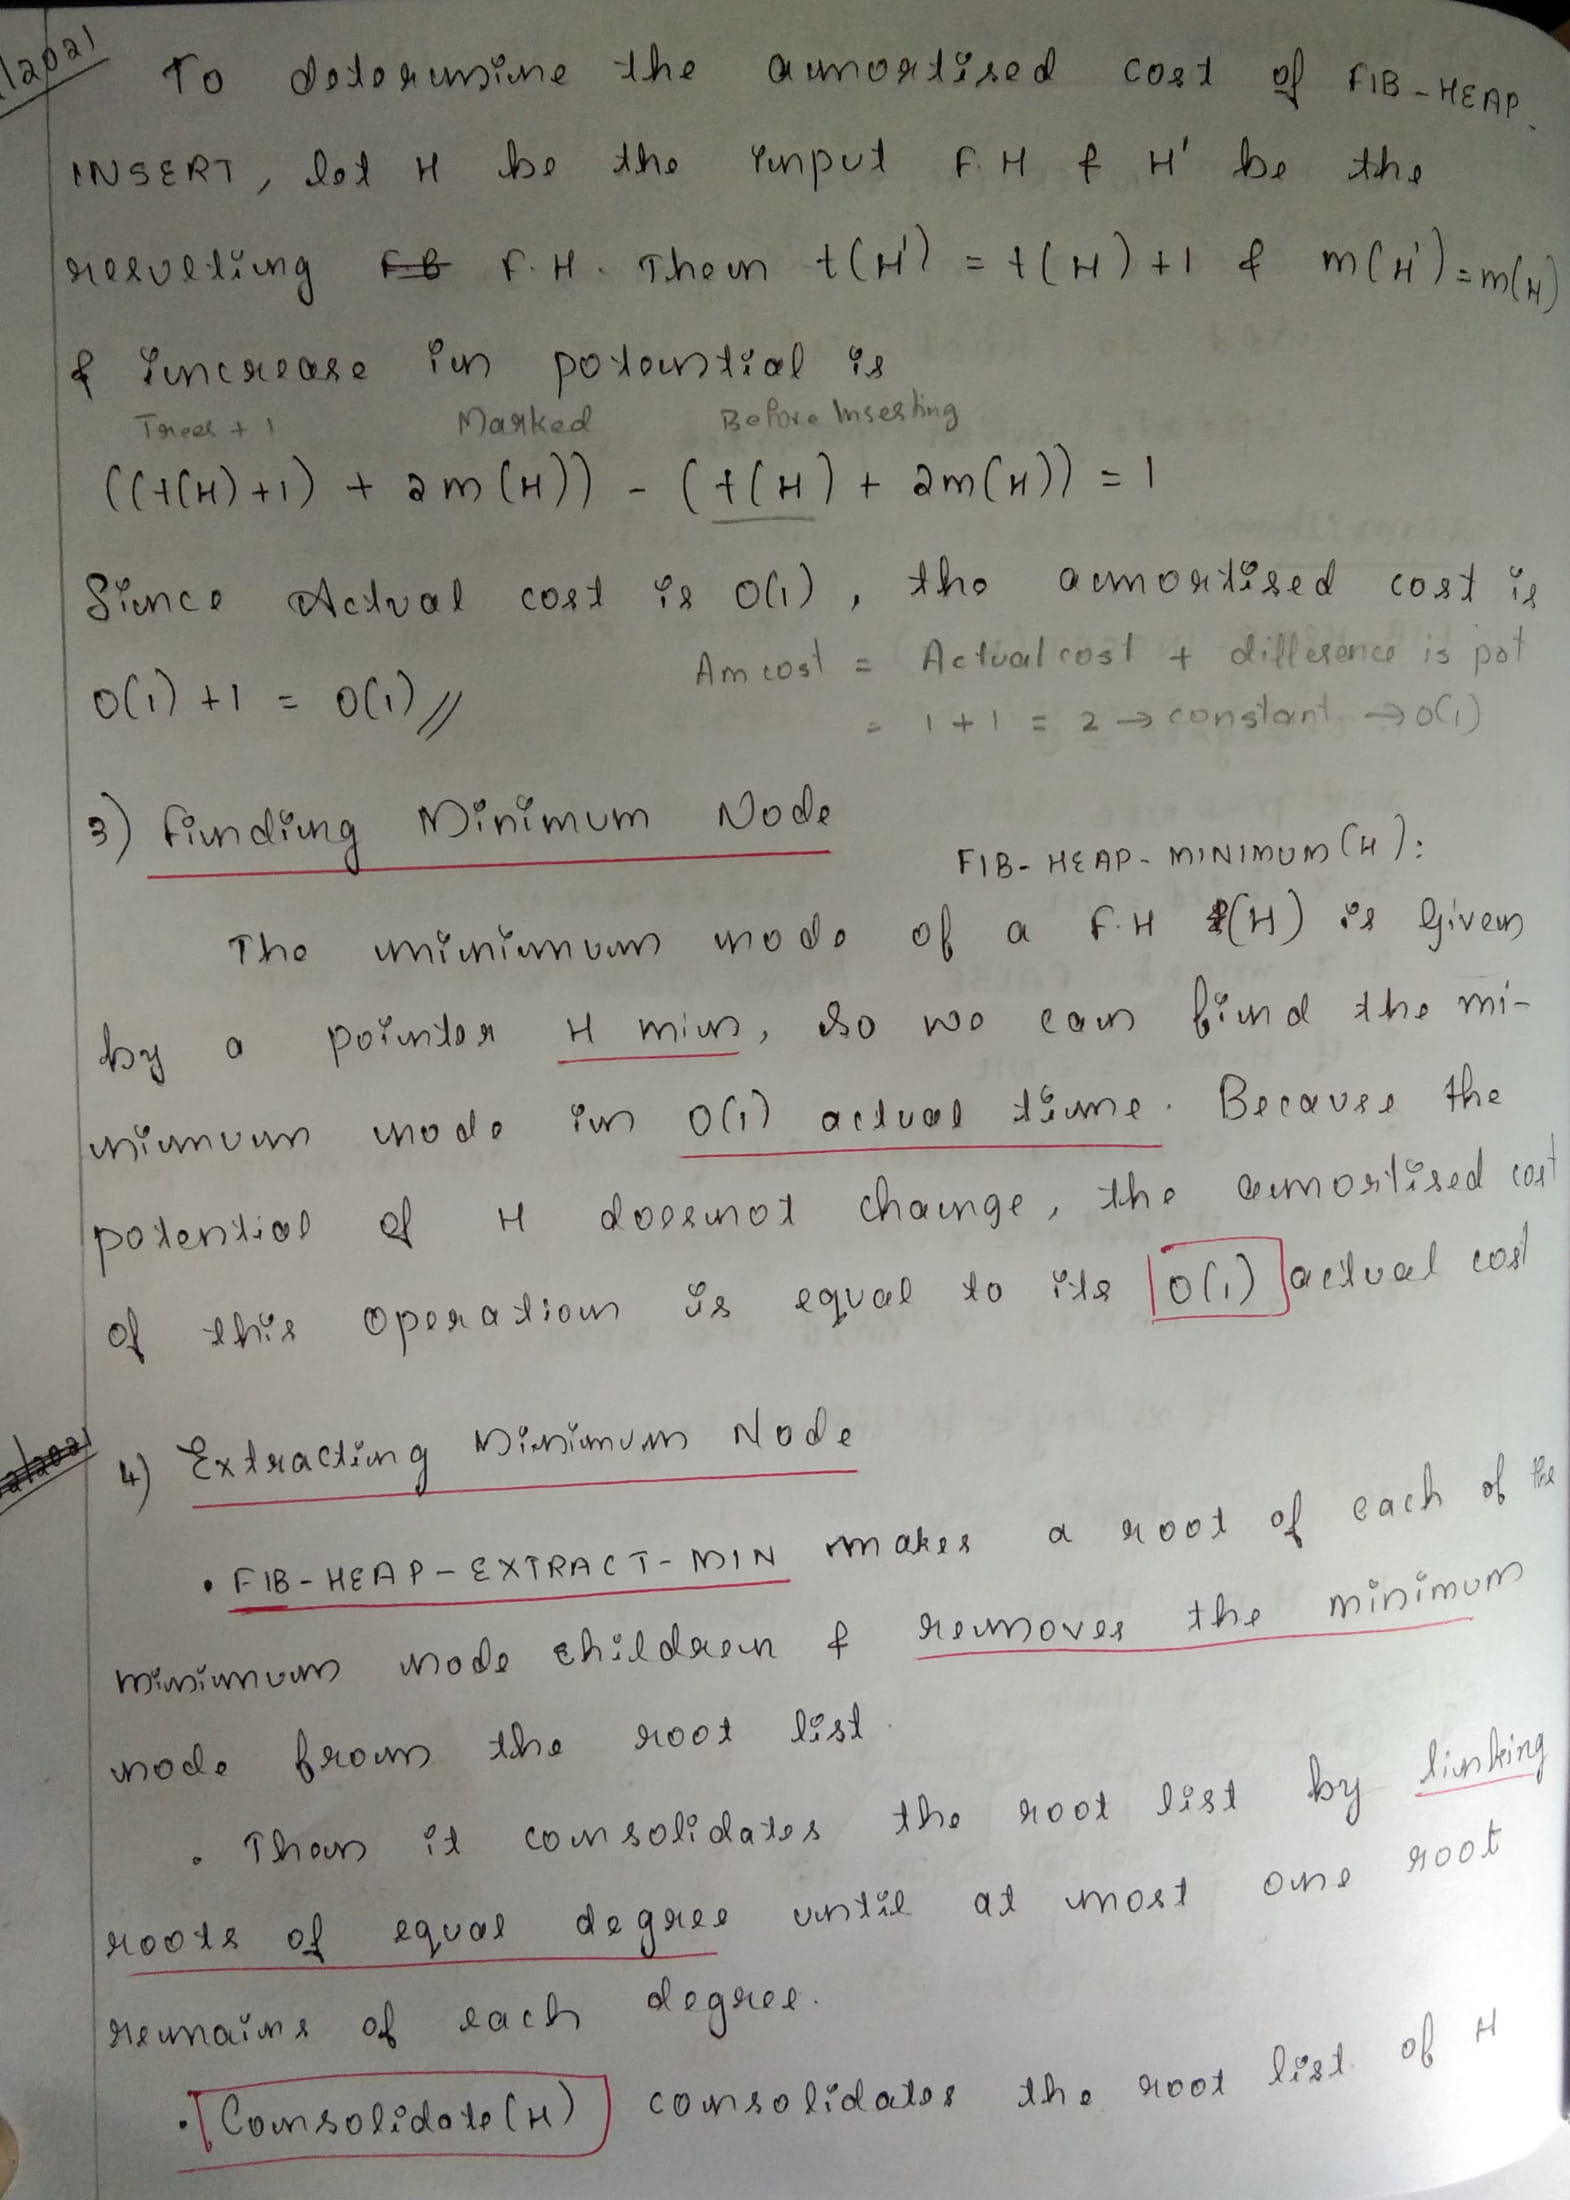 /2021
To determine the amortised cost of FIB-HEAP-
INSERT, let H be the input F.H & H' be the
resulting F.H. Then t(H') = t(H) + 1 & m(H') = m(H)
& increase in potential is
Trees + 1 Marked Before Inserting
((t(H)+1) + 2m(H)) - (t(H) + 2m(H)) = 1
Since Actual cost is O(1), the amortised cost is
Am cost = Actual cost + difference is pot
O(1) + 1 = O(1) //
= 1 + 1 = 2 → constant → O(1)
3) Finding Minimum Node
FIB-HEAP-MINIMUM(H):
The minimum node of a F.H (H) is given
by a pointer H min, so we can find the mi-
nimum node in O(1) actual time. Because the
potential of H doesnot change, the amortised cost
of this operation is equal to its O(1) actual cost
4) Extracting Minimum Node
• FIB-HEAP-EXTRACT-MIN makes a root of each of the
minimum node children & removes the minimum
node from the root list.
• Then it consolidates the root list by linking
roots of equal degree until at most one root
remains of each degree.
• Consolidate(H) consolidates the root list of H